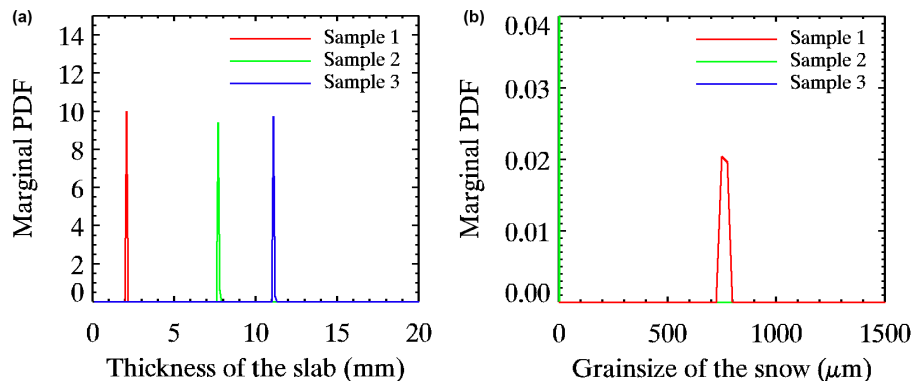 (a)
14
12
10
8
6
4
2
0
Marginal PDF
Sample 1
Sample 2
Sample 3
0 5 10 15 20
Thickness of the slab (mm)
(b)
0.04
0.03
0.02
0.01
0.00
Marginal PDF
Sample 1
Sample 2
Sample 3
0 500 1000 1500
Grainsize of the snow (μm)